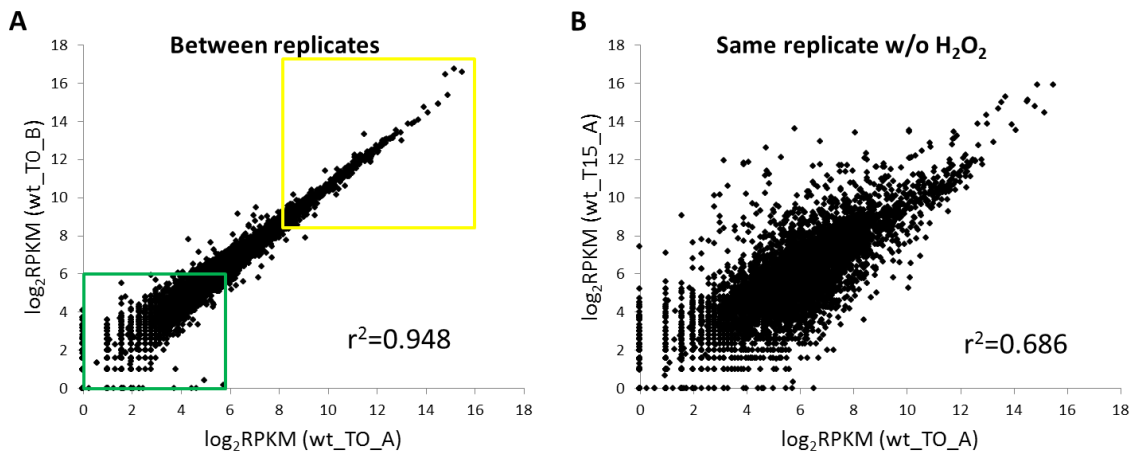 A
Between replicates
18
16
14
12
10
8
6
4
2
0
log₂RPKM (wt_T0_B)
r²=0.948
0 2 4 6 8 10 12 14 16 18
log₂RPKM (wt_TO_A)
B
Same replicate w/o H₂O₂
18
16
14
12
10
8
6
4
2
0
log₂RPKM (wt_T15_A)
r²=0.686
0 2 4 6 8 10 12 14 16 18
log₂RPKM (wt_TO_A)